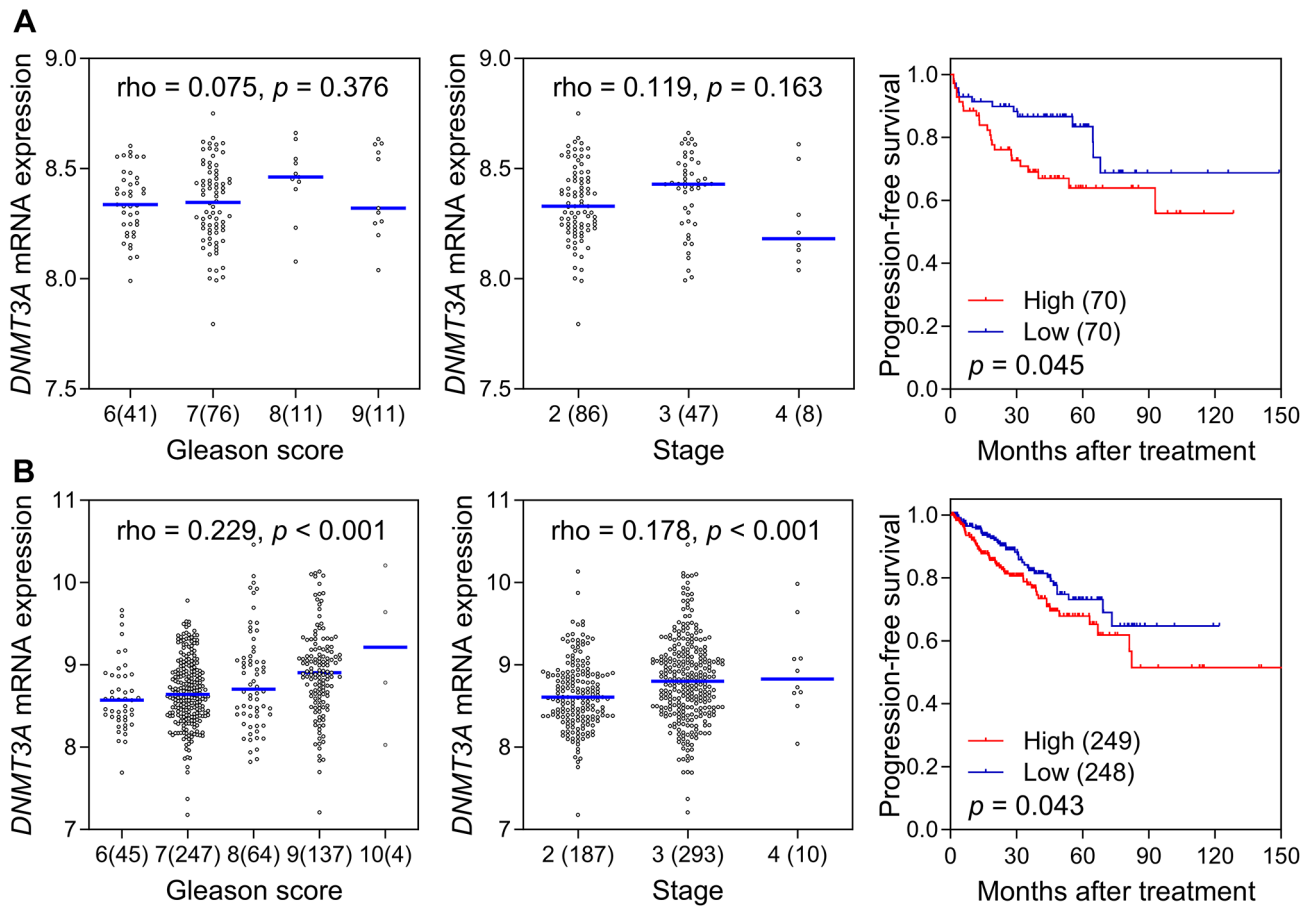 A
DNMT3A mRNA expression
9.0
8.5
8.0
7.5
rho = 0.075, p = 0.376
6(41) 7(76) 8(11) 9(11)
Gleason score
DNMT3A mRNA expression
9.0
8.5
8.0
7.5
rho = 0.119, p = 0.163
2 (86) 3 (47) 4 (8)
Stage
Progression-free survival
1.0
0.8
0.6
0.4
0.2
0.0
High (70)
Low (70)
p = 0.045
0 30 60 90 120 150
Months after treatment
B
DNMT3A mRNA expression
11
10
9
8
7
rho = 0.229, p < 0.001
6(45) 7(247) 8(64) 9(137) 10(4)
Gleason score
DNMT3A mRNA expression
11
10
9
8
7
rho = 0.178, p < 0.001
2 (187) 3 (293) 4 (10)
Stage
Progression-free survival
1.0
0.8
0.6
0.4
0.2
0.0
High (249)
Low (248)
p = 0.043
0 30 60 90 120 150
Months after treatment